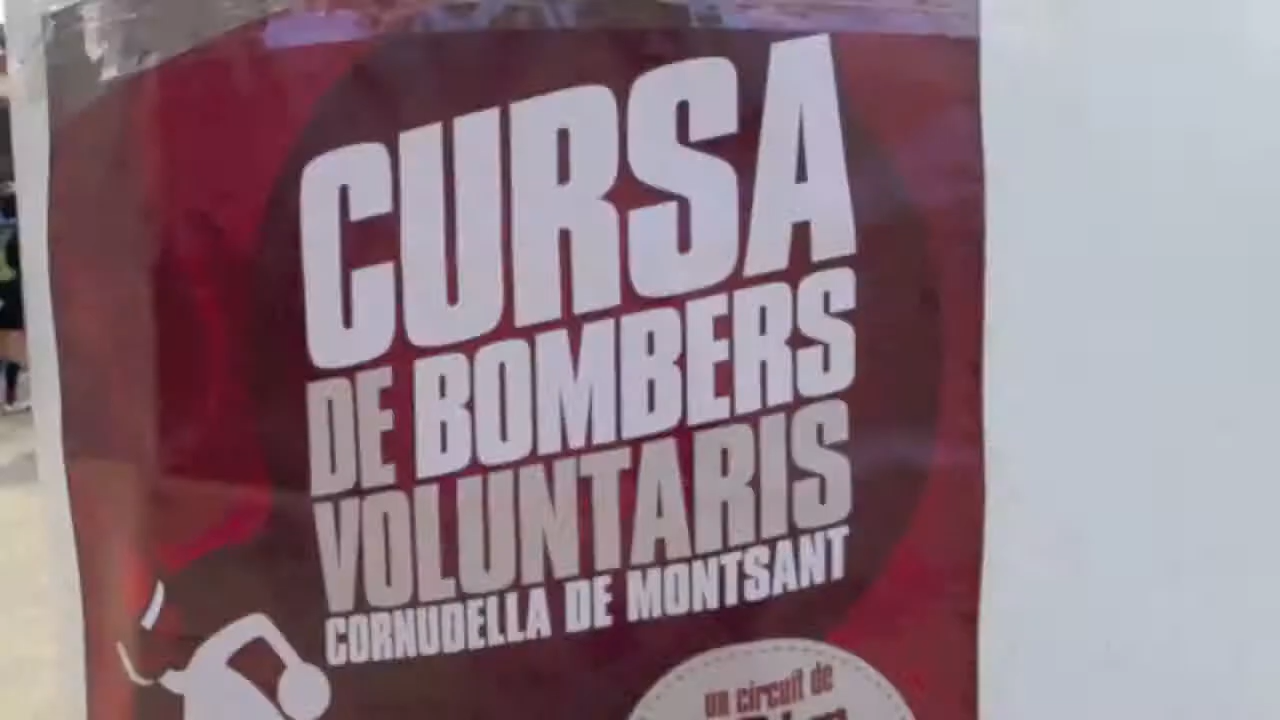 CURSA
DE BOMBERS
VOLUNTARIS
CORNUDELLA DE MONTSANT
un circuit de